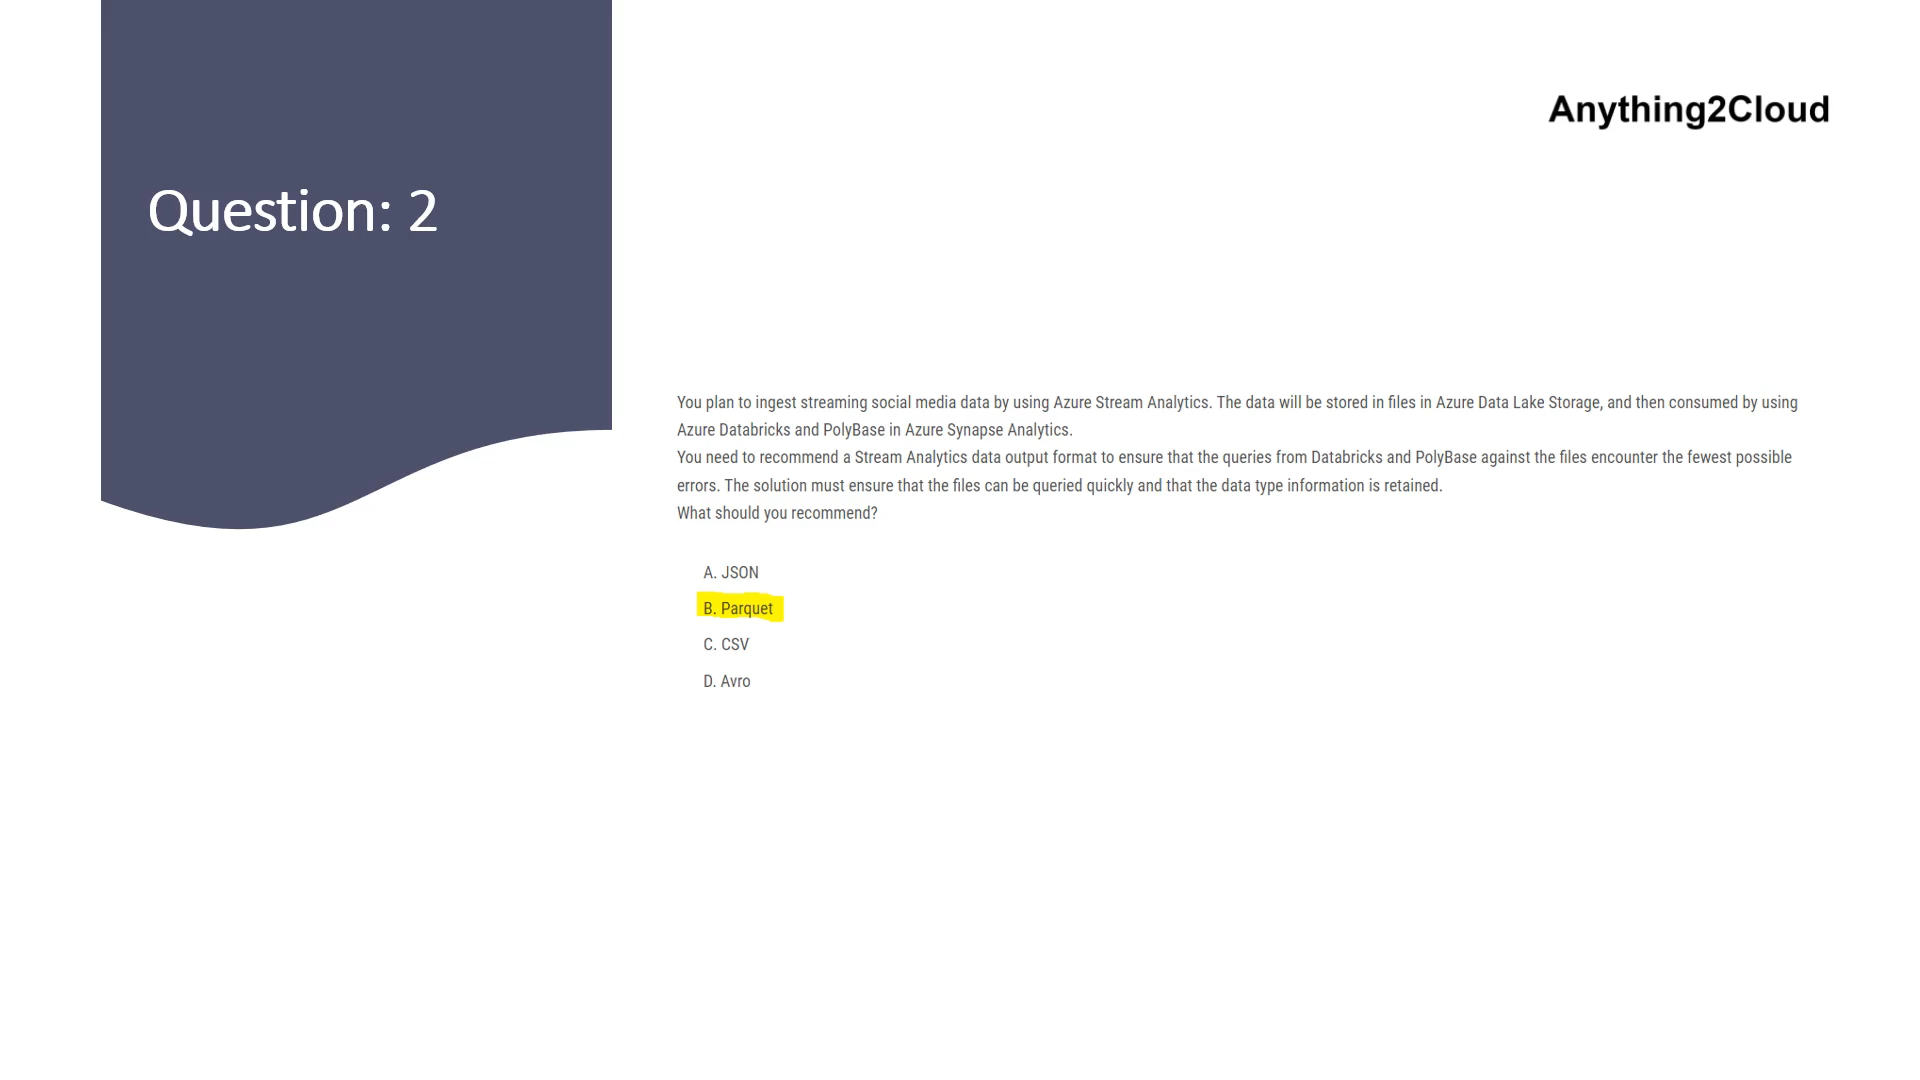 Anything2Cloud
Question: 2
You plan to ingest streaming social media data by using Azure Stream Analytics. The data will be stored in files in Azure Data Lake Storage, and then consumed by using
Azure Databricks and PolyBase in Azure Synapse Analytics.
You need to recommend a Stream Analytics data output format to ensure that the queries from Databricks and PolyBase against the files encounter the fewest possible
errors. The solution must ensure that the files can be queried quickly and that the data type information is retained.
What should you recommend?
A. JSON
B. Parquet
C. CSV
D. Avro